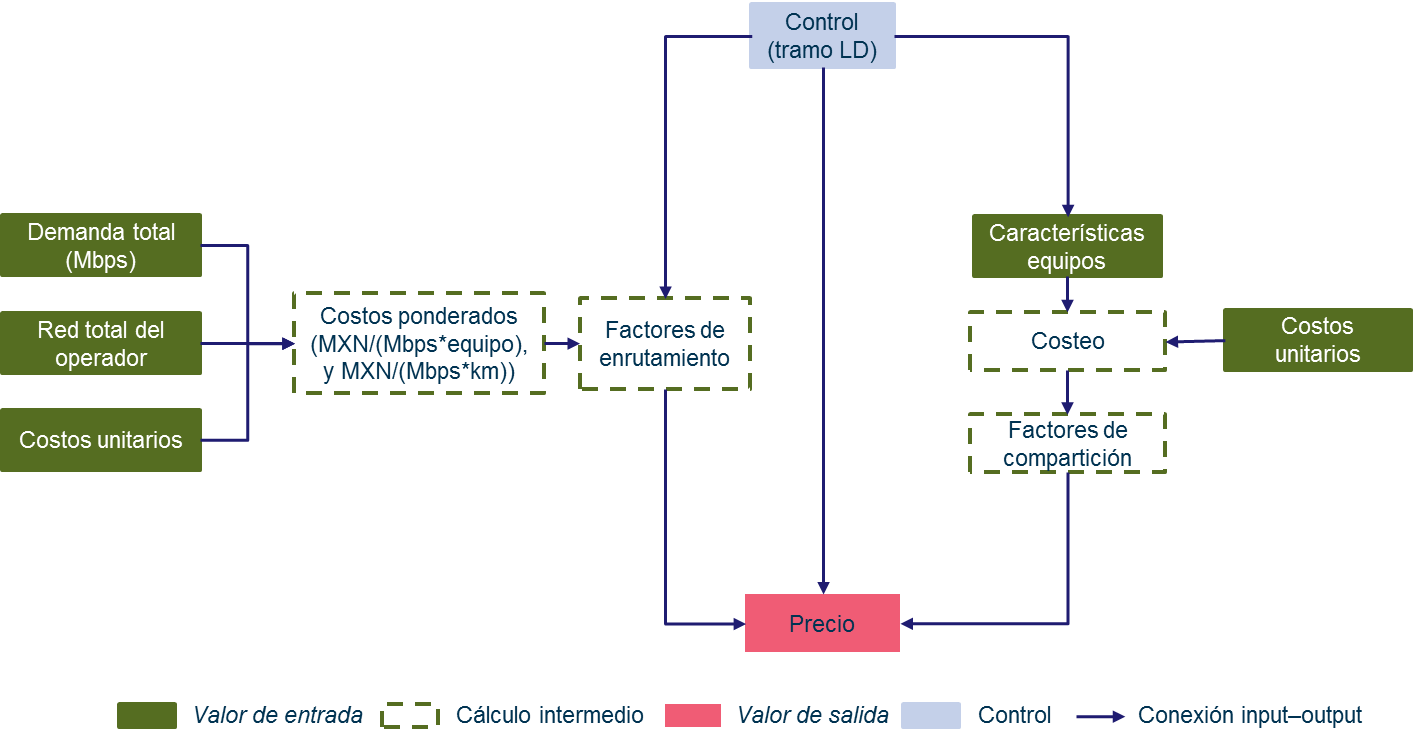 Control
(tramo LD)
Demanda total
(Mbps)
Red total del
operador
Costos unitarios
Costos ponderados
(MXN/(Mbps*equipo),
y MXN/(Mbps*km))
Factores de
enrutamiento
Características
equipos
Costeo
Costos
unitarios
Factores de
compartición
Precio
Valor de entrada
Cálculo intermedio
Valor de salida
Control
Conexión input–output